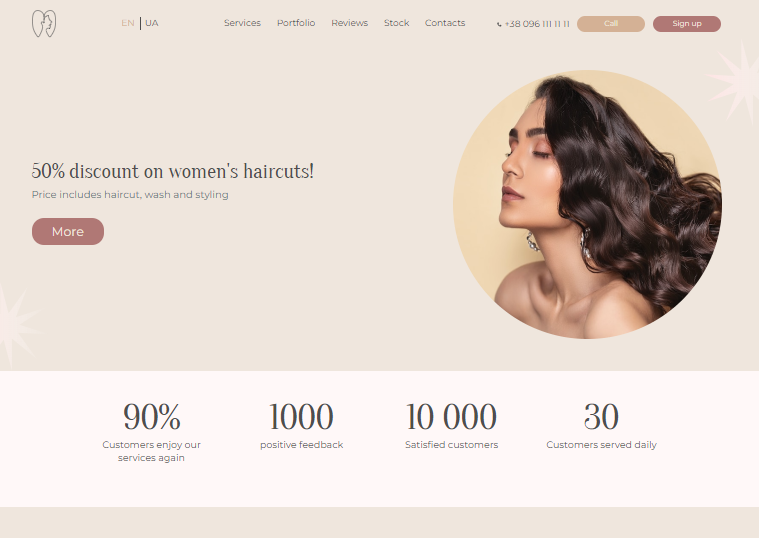 EN | UA
Services Portfolio Reviews Stock Contacts
+38 096 111 11 11
Call
Sign up
50% discount on women's haircuts!
Price includes haircut, wash and styling
More
90%
Customers enjoy our
services again
1000
positive feedback
10 000
Satisfied customers
30
Customers served daily